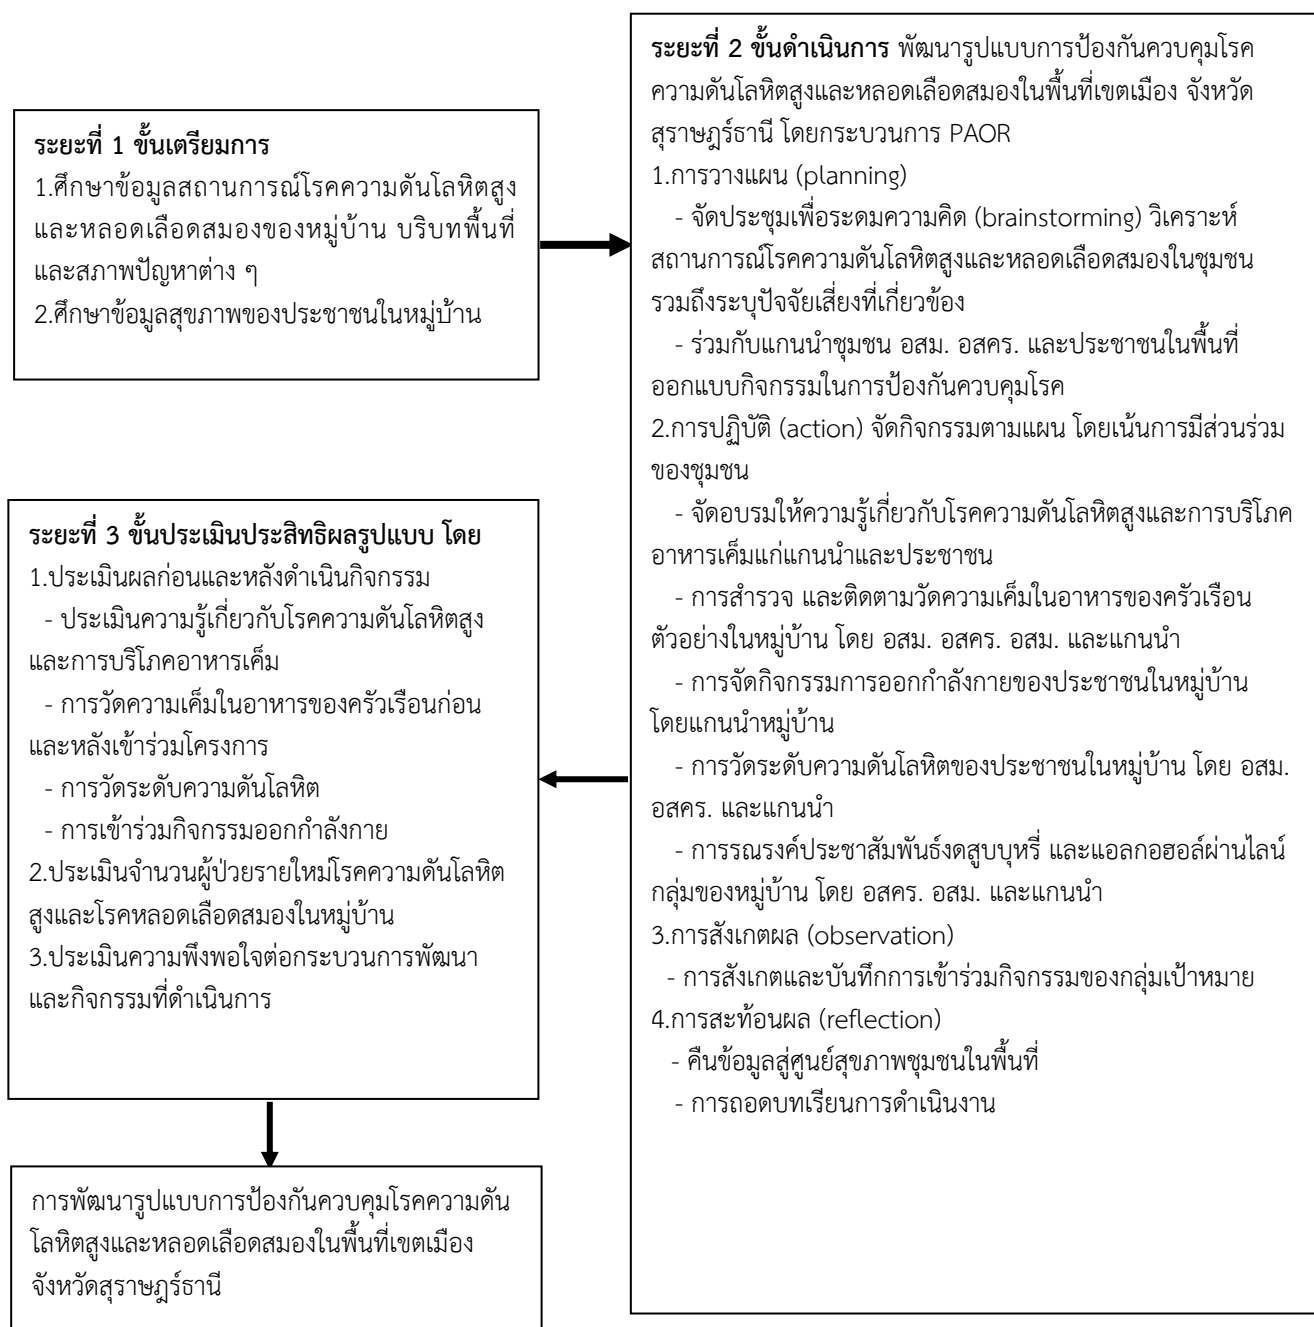 ระยะที่ 1 ขั้นเตรียมการ
1.ศึกษาข้อมูลสถานการณ์โรคความดันโลหิตสูง
และหลอดเลือดสมองของหมู่บ้าน บริบทพื้นที่
และสภาพปัญหาต่าง ๆ
2.ศึกษาข้อมูลสุขภาพของประชาชนในหมู่บ้าน
ระยะที่ 2 ขั้นดำเนินการ พัฒนารูปแบบการป้องกันควบคุมโรค
ความดันโลหิตสูงและหลอดเลือดสมองในพื้นที่เขตเมือง จังหวัด
สุราษฎร์ธานี โดยกระบวนการ PAOR
1.การวางแผน (planning)
- จัดประชุมเพื่อระดมความคิด (brainstorming) วิเคราะห์
สถานการณ์โรคความดันโลหิตสูงและหลอดเลือดสมองในชุมชน
รวมถึงระบุปัจจัยเสี่ยงที่เกี่ยวข้อง
- ร่วมกับแกนนำชุมชน อสม. อสคร. และประชาชนในพื้นที่
ออกแบบกิจกรรมในการป้องกันควบคุมโรค
2.การปฏิบัติ (action) จัดกิจกรรมตามแผน โดยเน้นการมีส่วนร่วม
ของชุมชน
- จัดอบรมให้ความรู้เกี่ยวกับโรคความดันโลหิตสูงและการบริโภค
อาหารเค็มแก่แกนนำและประชาชน
- การสำรวจ และติดตามวัดความเค็มในอาหารของครัวเรือน
ตัวอย่างในหมู่บ้าน โดย อสม. อสคร. อสม. และแกนนำ
- การจัดกิจกรรมการออกกำลังกายของประชาชนในหมู่บ้าน
โดยแกนนำหมู่บ้าน
- การวัดระดับความดันโลหิตของประชาชนในหมู่บ้าน โดย อสม.
อสคร. และแกนนำ
- การรณรงค์ประชาสัมพันธ์งดสูบบุหรี่ และแอลกอฮอล์ผ่านไลน์
กลุ่มของหมู่บ้าน โดย อสคร. อสม. และแกนนำ
3.การสังเกตผล (observation)
- การสังเกตและบันทึกการเข้าร่วมกิจกรรมของกลุ่มเป้าหมาย
4.การสะท้อนผล (reflection)
- คืนข้อมูลสู่ศูนย์สุขภาพชุมชนในพื้นที่
- การถอดบทเรียนการดำเนินงาน
ระยะที่ 3 ขั้นประเมินประสิทธิผลรูปแบบ โดย
1.ประเมินผลก่อนและหลังดำเนินกิจกรรม
- ประเมินความรู้เกี่ยวกับโรคความดันโลหิตสูง
และการบริโภคอาหารเค็ม
- การวัดความเค็มในอาหารของครัวเรือนก่อน
และหลังเข้าร่วมโครงการ
- การวัดระดับความดันโลหิต
- การเข้าร่วมกิจกรรมออกกำลังกาย
2.ประเมินจำนวนผู้ป่วยรายใหม่โรคความดันโลหิต
สูงและโรคหลอดเลือดสมองในหมู่บ้าน
3.ประเมินความพึงพอใจต่อกระบวนการพัฒนา
และกิจกรรมที่ดำเนินการ
การพัฒนารูปแบบการป้องกันควบคุมโรคความดัน
โลหิตสูงและหลอดเลือดสมองในพื้นที่เขตเมือง
จังหวัดสุราษฎร์ธานี